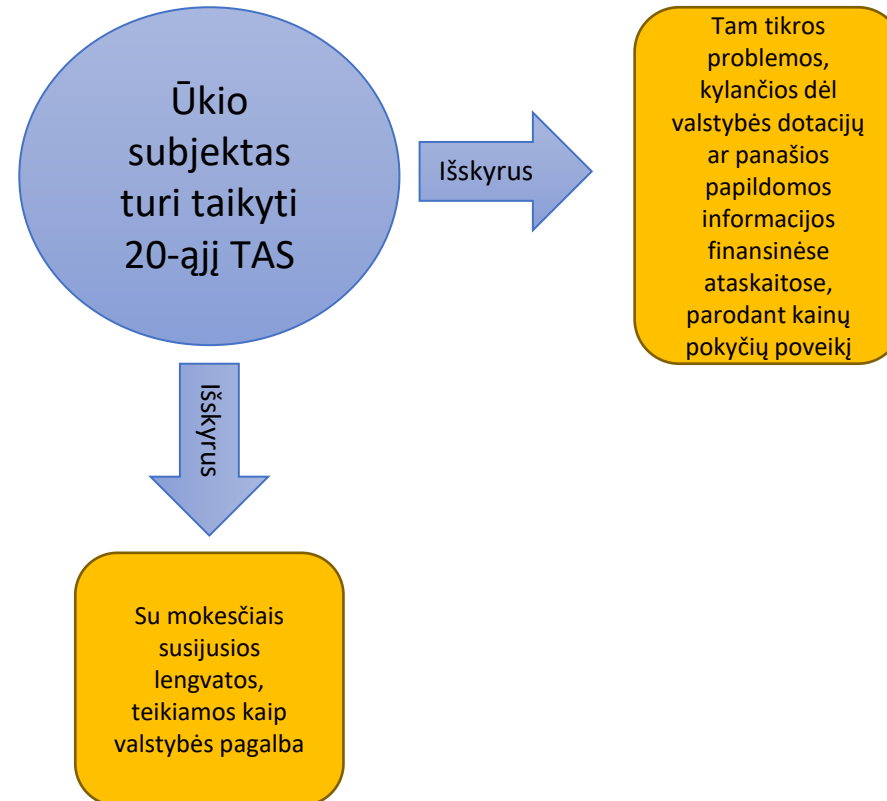 Ūkio
subjektas
turi taikyti
20-ąjį TAS
Išskyrus
Tam tikros
problemos,
kylančios dėl
valstybės dotacijų
ar panašios
papildomos
informacijos
finansinėse
ataskaitose,
parodant kainų
pokyčių poveikį
Išskyrus
Su mokesčiais
susijusios
lengvatos,
teikiamos kaip
valstybės pagalba